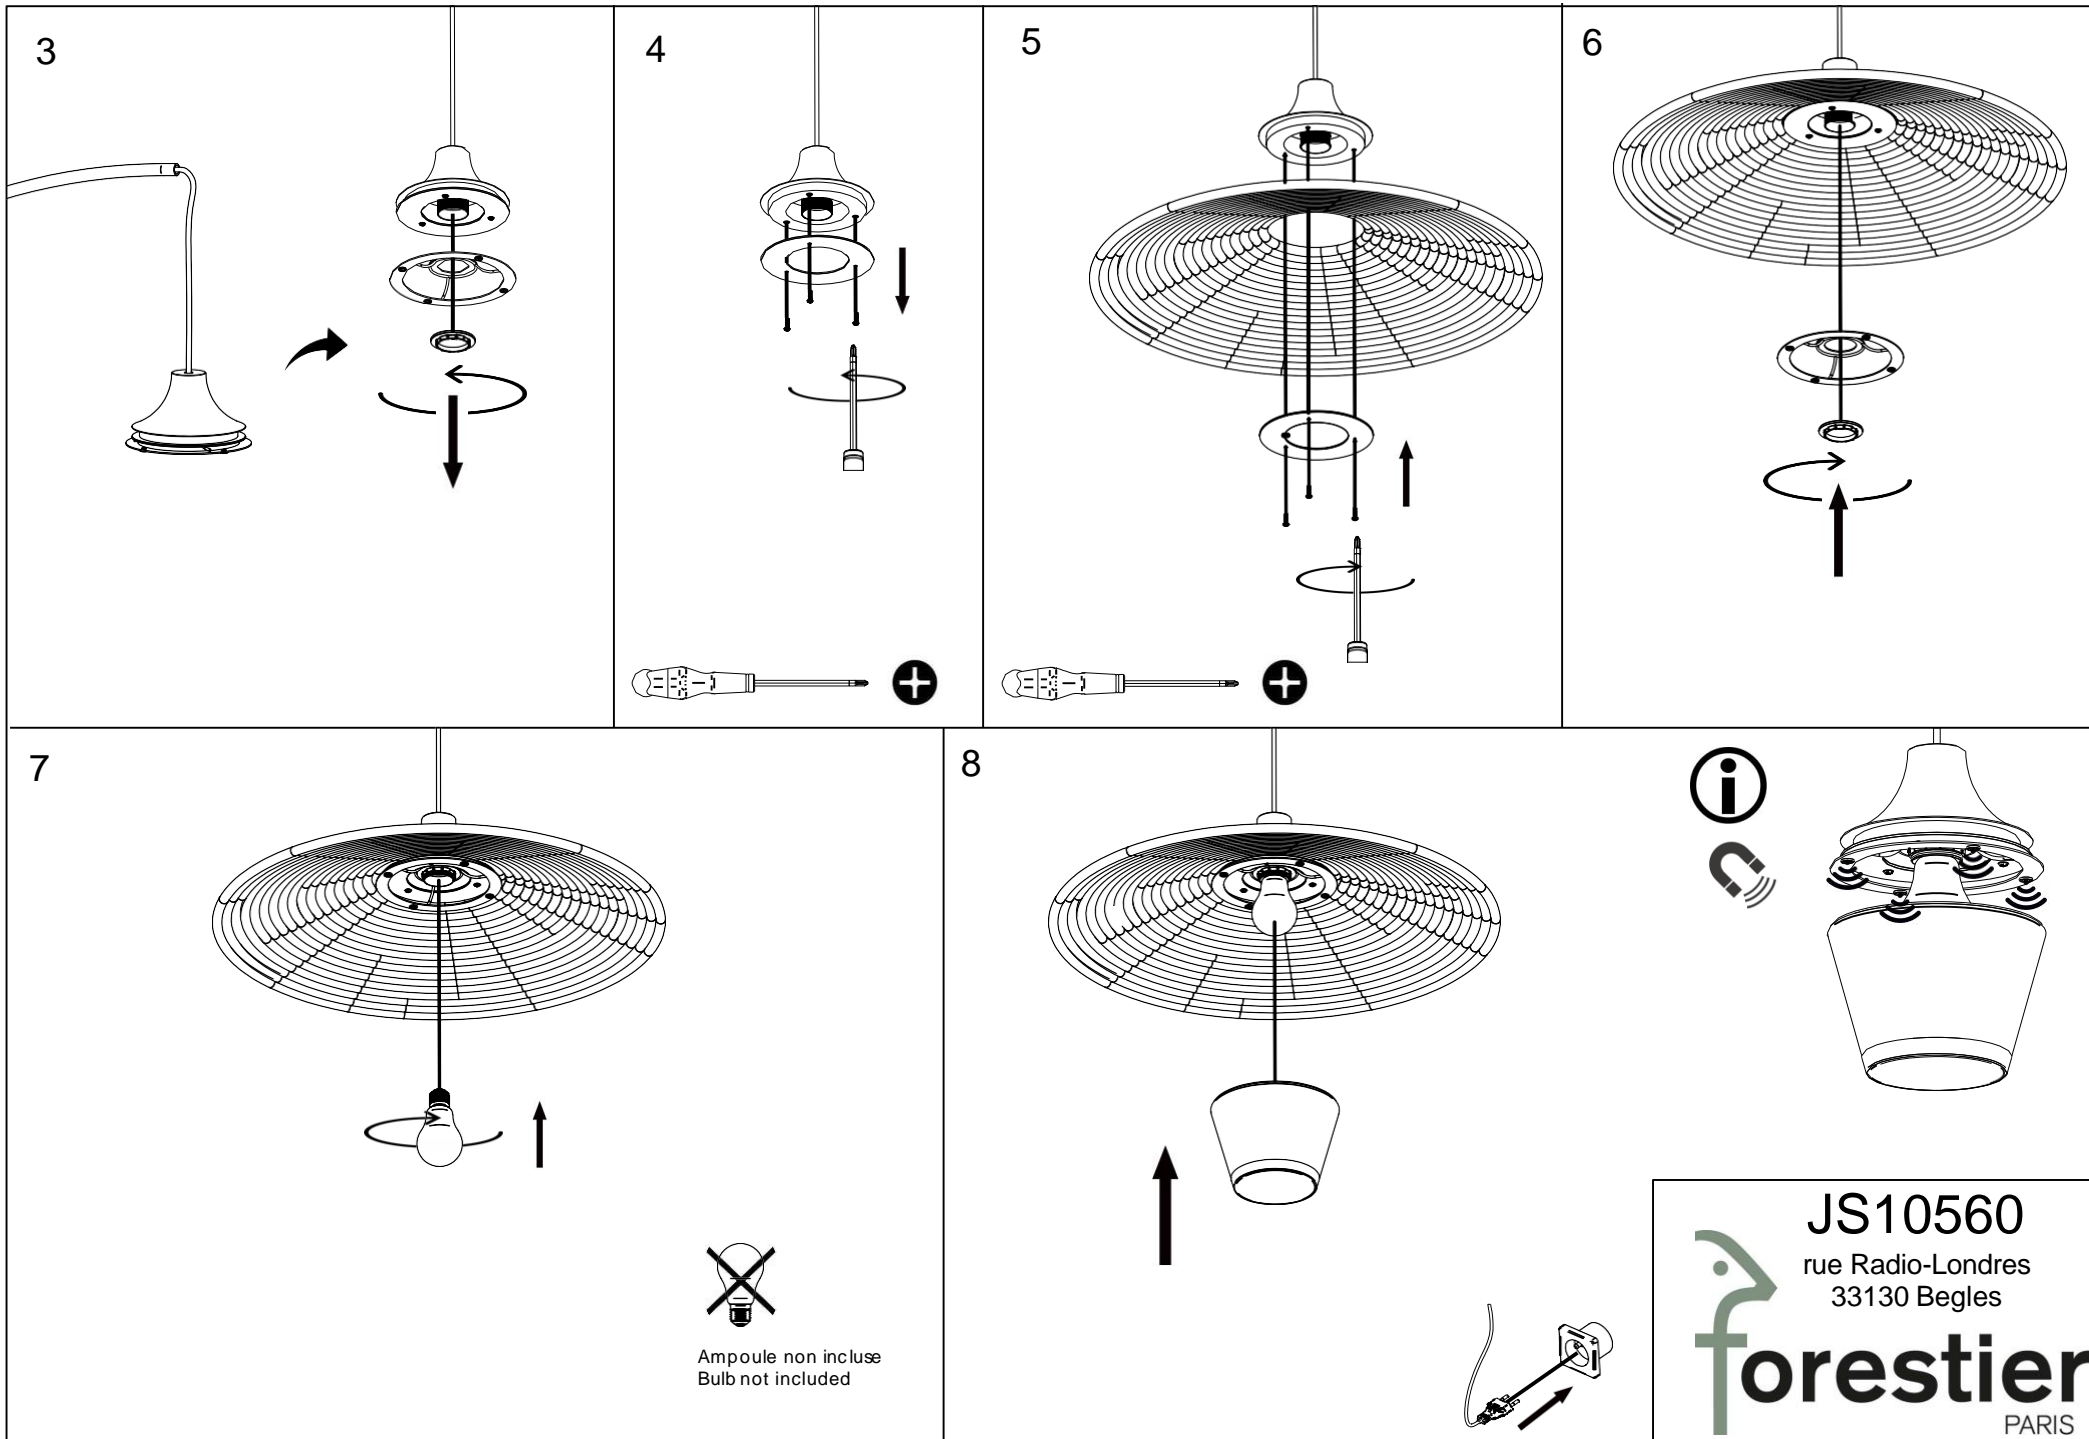 3
4
5
6
7
8
Ampoule non incluse
Bulb not included
JS10560
rue Radio-Londres
33130 Begles
forestier
PARIS